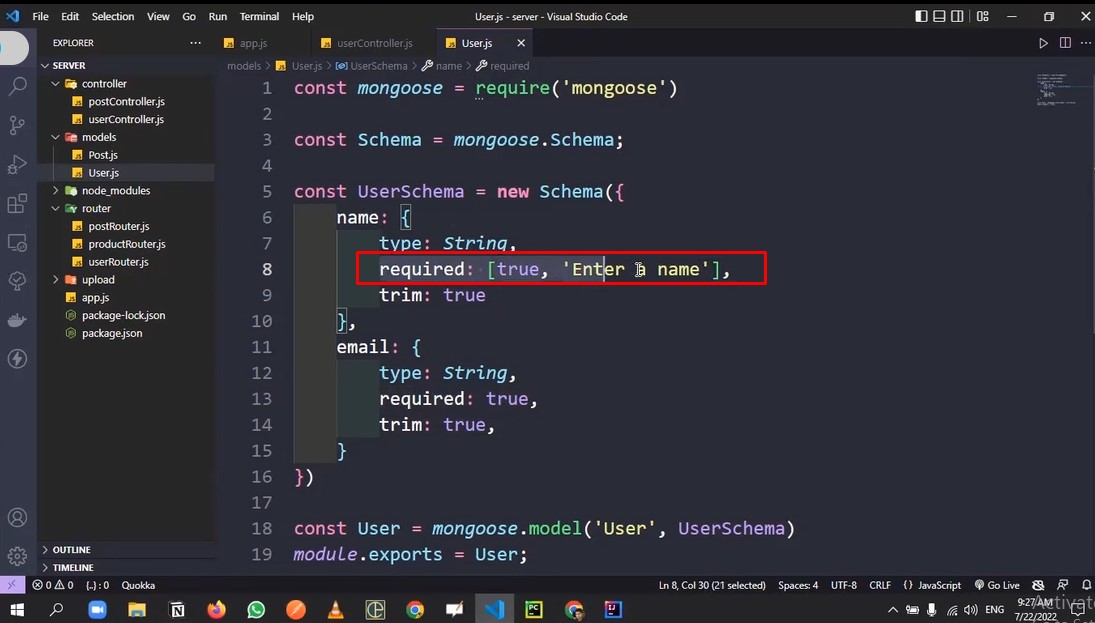 File Edit Selection View Go Run Terminal Help User.js - server - Visual Studio Code
EXPLORER
app.js userController.js User.js
SERVER
models > User.js > UserSchema > name > required
controller
postController.js
userController.js
models
Post.js
User.js
node_modules
router
postRouter.js
productRouter.js
userRouter.js
upload
app.js
package-lock.json
package.json
OUTLINE
TIMELINE
1 const mongoose = require('mongoose')
2
3 const Schema = mongoose.Schema;
4
5 const UserSchema = new Schema({
6 name: {
7 type: String,
8 required: [true, 'Enter a name'],
9 trim: true
10 },
11 email: {
12 type: String,
13 required: true,
14 trim: true,
15 }
16 })
17
18 const User = mongoose.model('User', UserSchema)
19 module.exports = User;
0 0 {..}: 0 Quokka Ln 8, Col 30 (21 selected) Spaces: 4 UTF-8 CRLF {} JavaScript Go Live
ENG
9:27 AM
7/22/2022
Activate